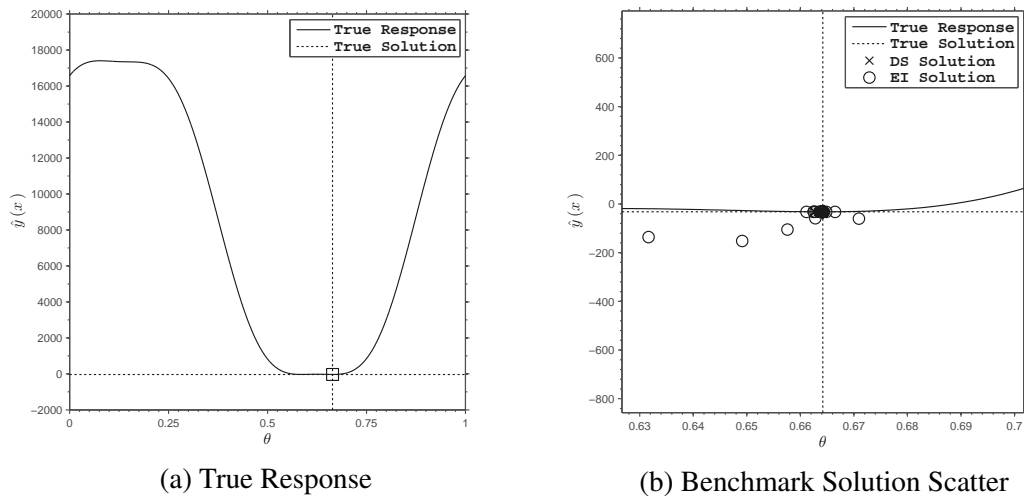 20000
18000
16000
14000
12000
10000
8000
6000
4000
2000
0
−2000
ŷ(x)
0
0.25
0.5
0.75
1
θ
True Response
True Solution
(a) True Response
600
400
200
0
−200
−400
−600
−800
ŷ(x)
0.63
0.64
0.65
0.66
0.67
0.68
0.69
0.7
θ
True Response
True Solution
DS Solution
EI Solution
(b) Benchmark Solution Scatter